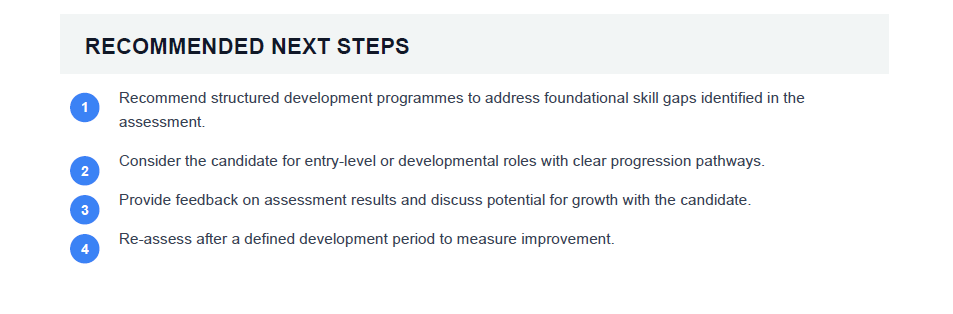 RECOMMENDED NEXT STEPS
1 Recommend structured development programmes to address foundational skill gaps identified in the
assessment.
2 Consider the candidate for entry-level or developmental roles with clear progression pathways.
3 Provide feedback on assessment results and discuss potential for growth with the candidate.
4 Re-assess after a defined development period to measure improvement.